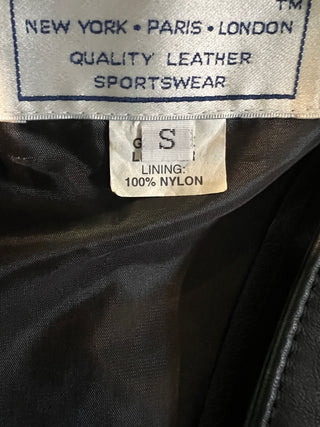 TM
NEW YORK • PARIS • LONDON
QUALITY LEATHER
SPORTSWEAR
S
LINING:
100% NYLON